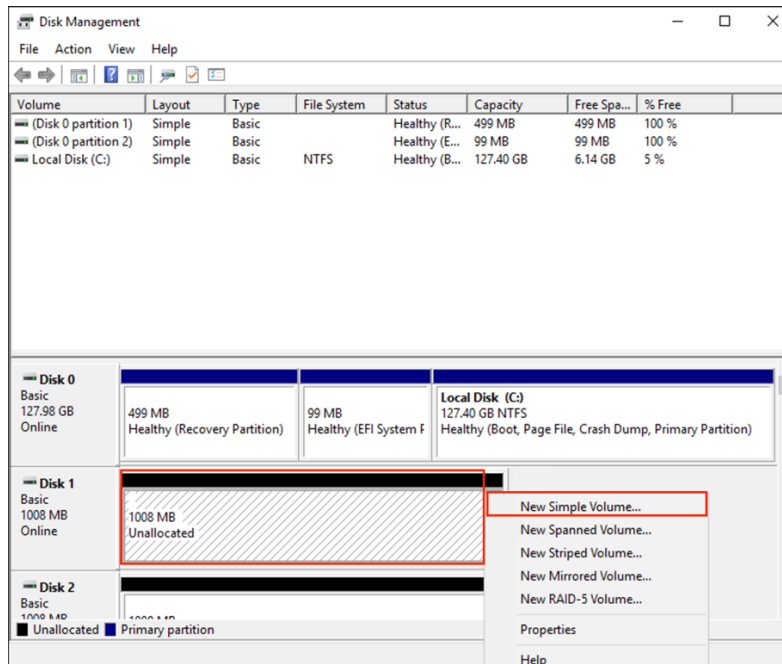 Disk Management
File Action View Help
Volume Layout Type File System Status Capacity Free Spa... % Free
(Disk 0 partition 1) Simple Basic Healthy (R... 499 MB 499 MB 100 %
(Disk 0 partition 2) Simple Basic Healthy (E... 99 MB 99 MB 100 %
Local Disk (C:) Simple Basic NTFS Healthy (B... 127.40 GB 6.14 GB 5 %
Disk 0
Basic
127.98 GB
Online
499 MB
Healthy (Recovery Partition)
99 MB
Healthy (EFI System P
Local Disk (C:)
127.40 GB NTFS
Healthy (Boot, Page File, Crash Dump, Primary Partition)
Disk 1
Basic
1008 MB
Online
1008 MB
Unallocated
New Simple Volume...
New Spanned Volume...
New Striped Volume...
New Mirrored Volume...
New RAID-5 Volume...
Properties
Help
Disk 2
Basic
1008 MB
1008 MB
Unallocated Primary partition